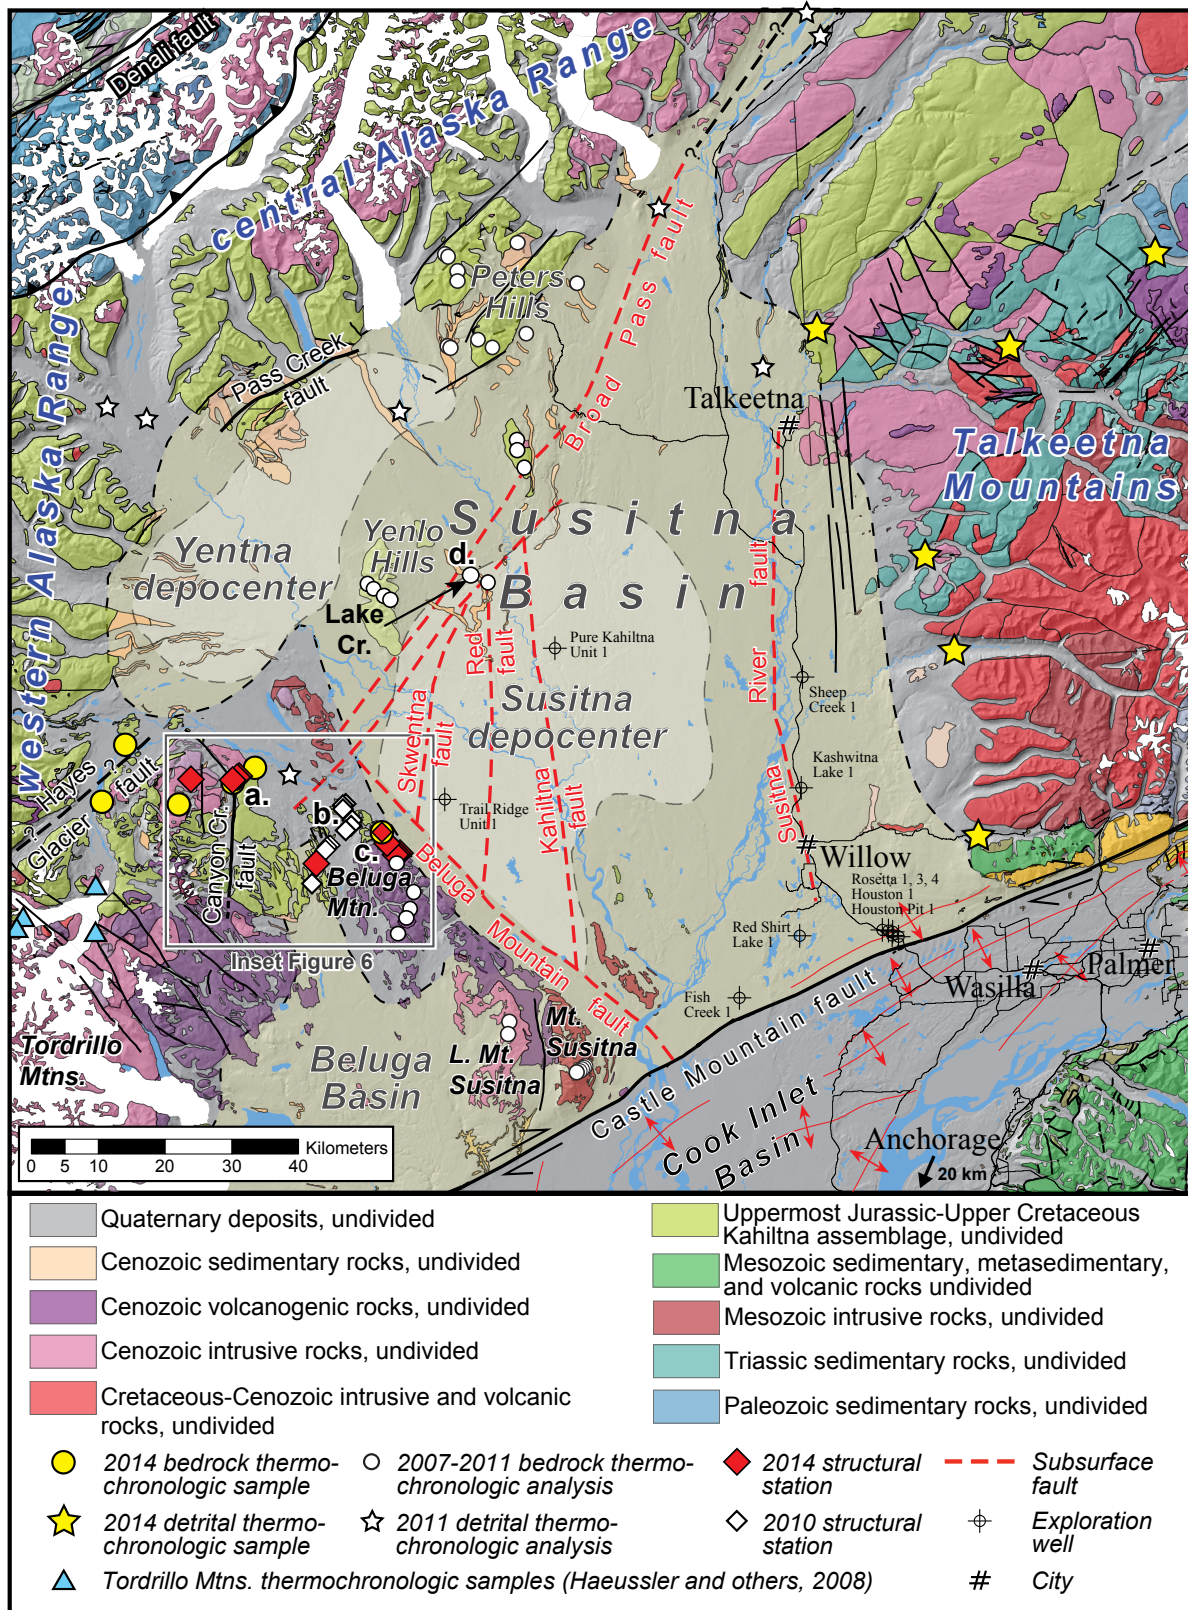 Denali fault
central Alaska Range
western Alaska Range
?
?
Peters
Hills
Pass Creek
fault
Broad Pass fault
Talkeetna
Talkeetna
Mountains
Susitna
Basin
Yentna
depocenter
Yenlo
Hills
d.
Lake
Cr.
Red
fault
Pure Kahiltna
Unit 1
Susitna
depocenter
Skwentna
fault
Kahiltna
fault
River fault
Susitna
Sheep
Creek 1
Kashwitna
Lake 1
Trail Ridge
Unit 1
Hayes
Glacier fault
?
?
a.
b.
c.
Canyon Cr.
fault
Beluga
Mtn.
Inset Figure 6
Beluga
Mountain
fault
Willow
Rosetta 1, 3, 4
Houston 1
Houston Pit 1
Red Shirt
Lake 1
Fish
Creek 1
Wasilla
Palmer
Castle Mountain fault
Cook Inlet
Basin
Anchorage
20 km
Tordrillo
Mtns.
Beluga
Basin
L. Mt.
Susitna
Mt.
Susitna
Kilometers
0 5 10 20 30 40
Quaternary deposits, undivided
Cenozoic sedimentary rocks, undivided
Cenozoic volcanogenic rocks, undivided
Cenozoic intrusive rocks, undivided
Cretaceous-Cenozoic intrusive and volcanic
rocks, undivided
Uppermost Jurassic-Upper Cretaceous
Kahiltna assemblage, undivided
Mesozoic sedimentary, metasedimentary,
and volcanic rocks undivided
Mesozoic intrusive rocks, undivided
Triassic sedimentary rocks, undivided
Paleozoic sedimentary rocks, undivided
2014 bedrock thermo-
chronologic sample
2007-2011 bedrock thermo-
chronologic analysis
2014 structural
station
Subsurface
fault
2014 detrital thermo-
chronologic sample
2011 detrital thermo-
chronologic analysis
2010 structural
station
Exploration
well
Tordrillo Mtns. thermochronologic samples (Haeussler and others, 2008)
# City